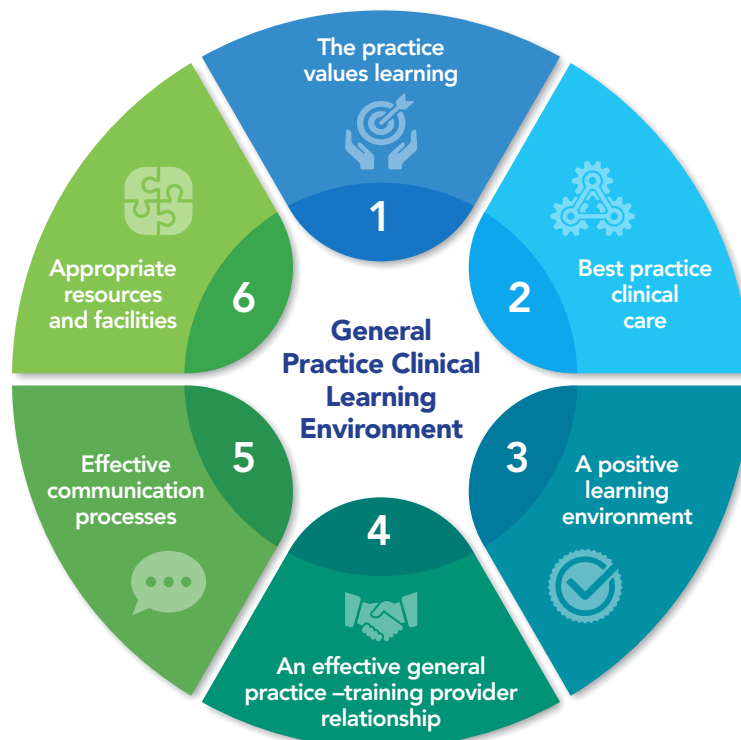 The practice
values learning
1
Best practice
clinical
care
2
A positive
learning
environment
3
An effective general
practice –training provider
relationship
4
Effective
communication
processes
5
Appropriate
resources
and facilities
6
General
Practice Clinical
Learning
Environment